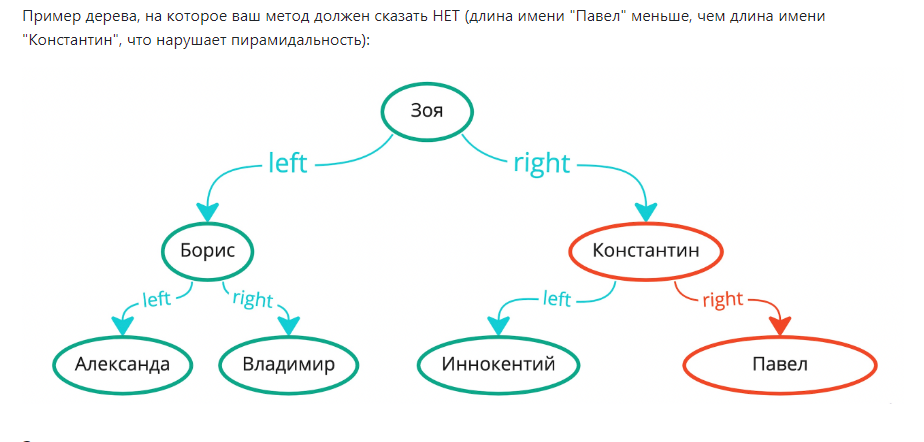 Пример дерева, на которое ваш метод должен сказать НЕТ (длина имени "Павел" меньше, чем длина имени
"Константин", что нарушает пирамидальность):
Зоя
left
right
Борис
Константин
left
right
left
right
Александа
Владимир
Иннокентий
Павел